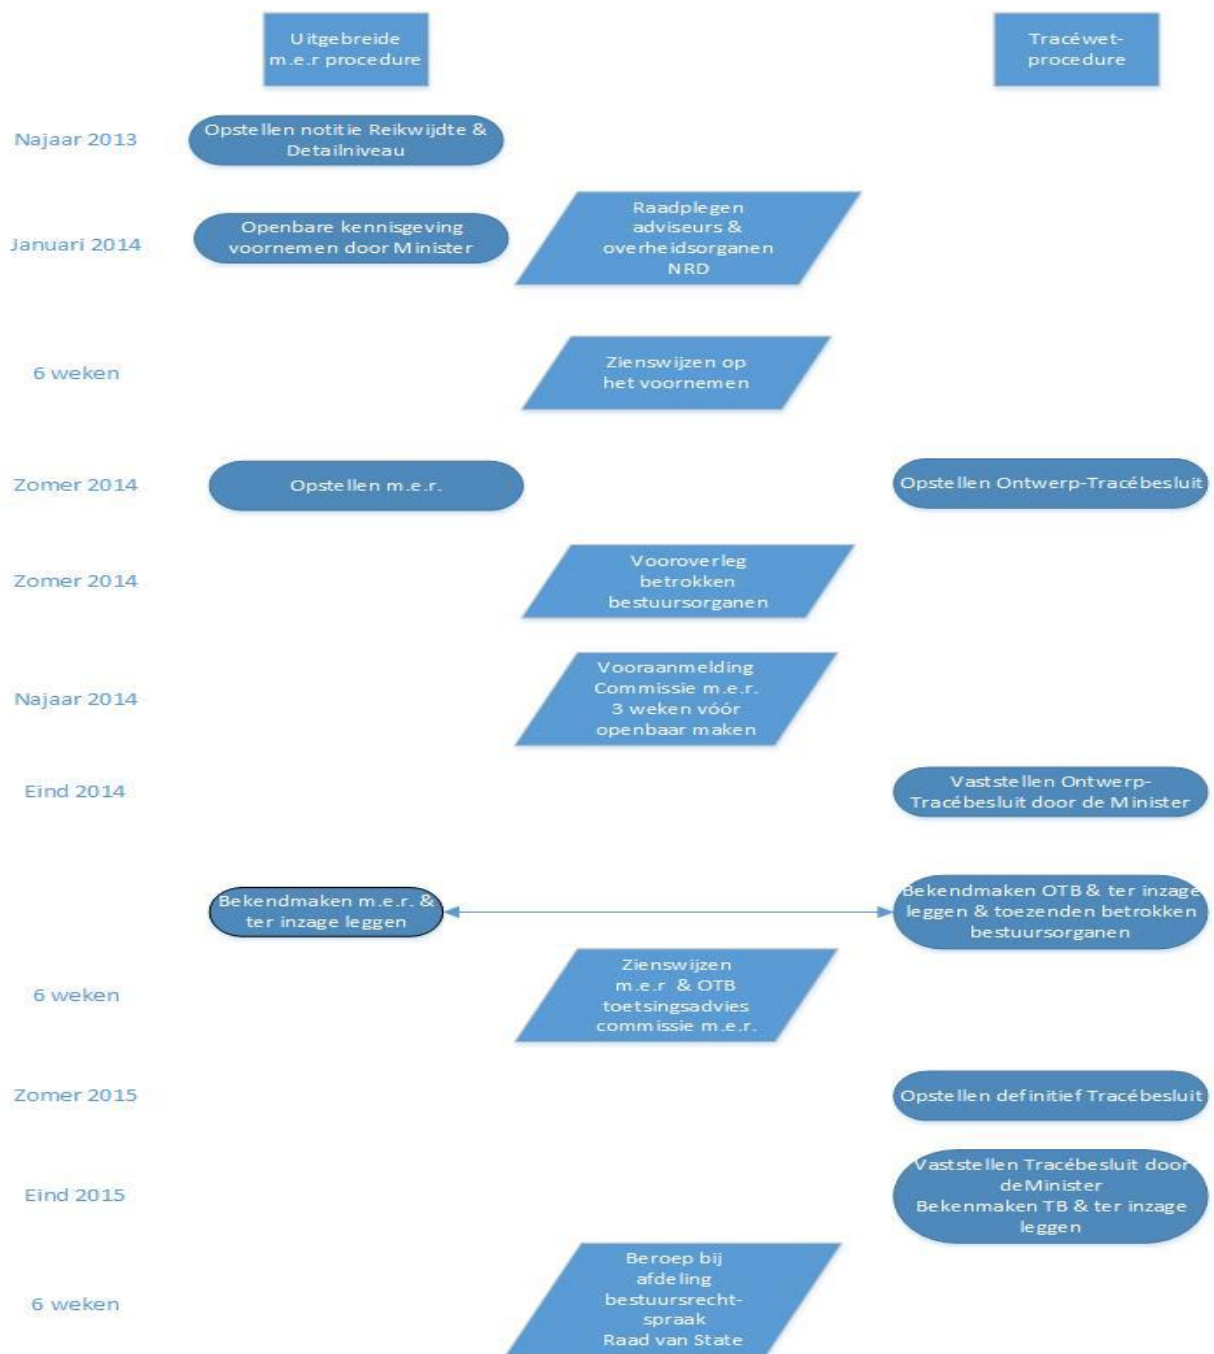 Uitgebreide
m.e.r procedure
Tracéwet-
procedure
Najaar 2013
Opstellen notitie Reikwijdte &
Detailniveau
Januari 2014
Openbare kennisgeving
voornemen door Minister
Raadplegen
adviseurs &
overheidsorganen
NRD
6 weken
Zienswijzen op
het voornemen
Zomer 2014
Opstellen m.e.r.
Opstellen Ontwerp-Tracébesluit
Zomer 2014
Vooroverleg
betrokken
bestuursorganen
Najaar 2014
Vooraanmelding
Commissie m.e.r.
3 weken vóór
openbaar maken
Eind 2014
Vaststellen Ontwerp-
Tracébesluit door de Minister
Bekendmaken m.e.r. &
ter inzage leggen
Bekendmaken OTB & ter inzage
leggen & toezenden betrokken
bestuursorganen
6 weken
Zienswijzen
m.e.r & OTB
toetsingsadvies
commissie m.e.r.
Zomer 2015
Opstellen definitief Tracébesluit
Eind 2015
Vaststellen Tracébesluit door
deMinister
Bekenmaken TB & ter inzage
leggen
6 weken
Beroep bij
afdeling
bestuursrecht-
spraak
Raad van State